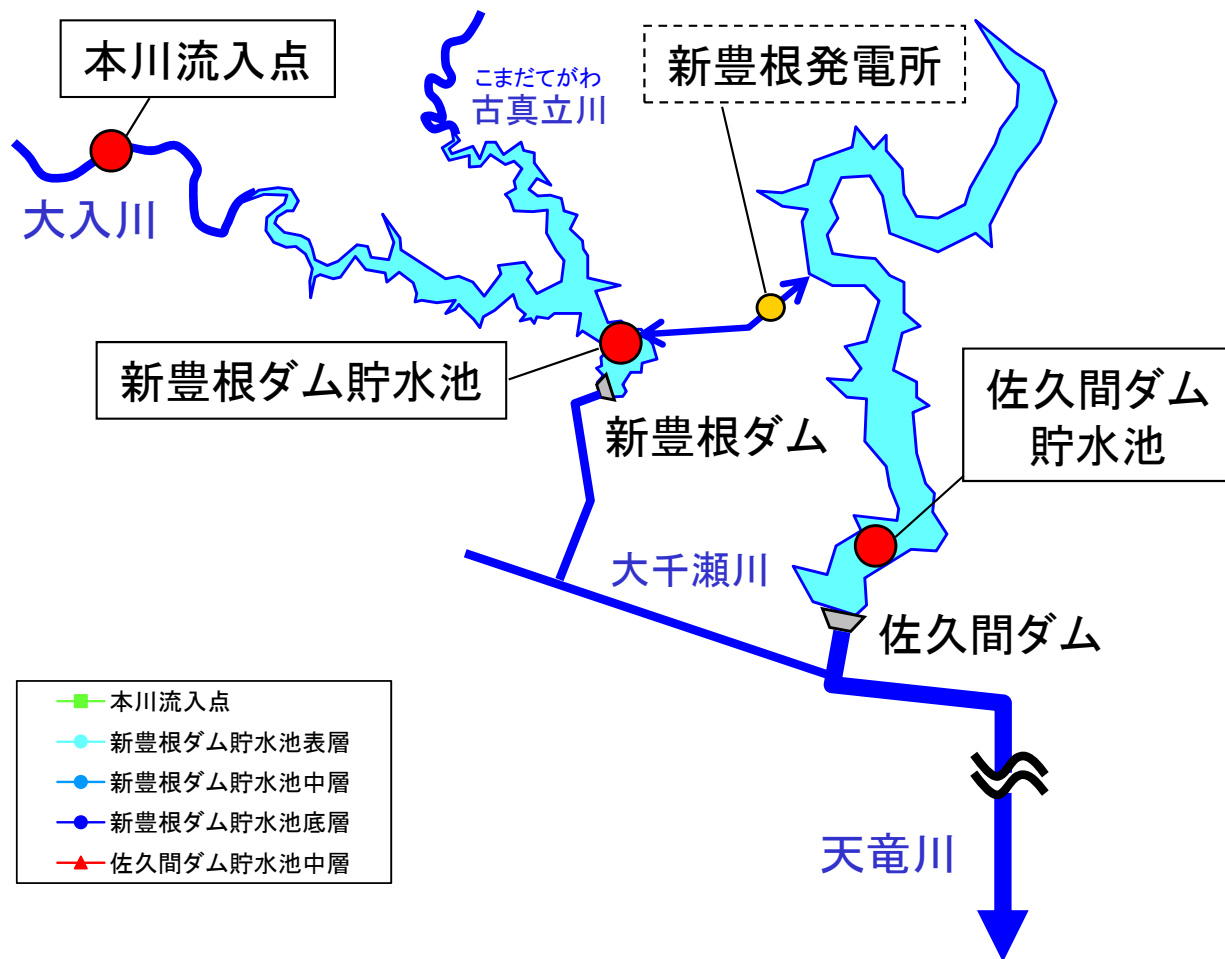 本川流入点
こまだてがわ
古真立川
新豊根発電所
大入川
新豊根ダム貯水池
新豊根ダム
佐久間ダム
貯水池
大千瀬川
佐久間ダム
本川流入点
新豊根ダム貯水池表層
新豊根ダム貯水池中層
新豊根ダム貯水池底層
佐久間ダム貯水池中層
天竜川